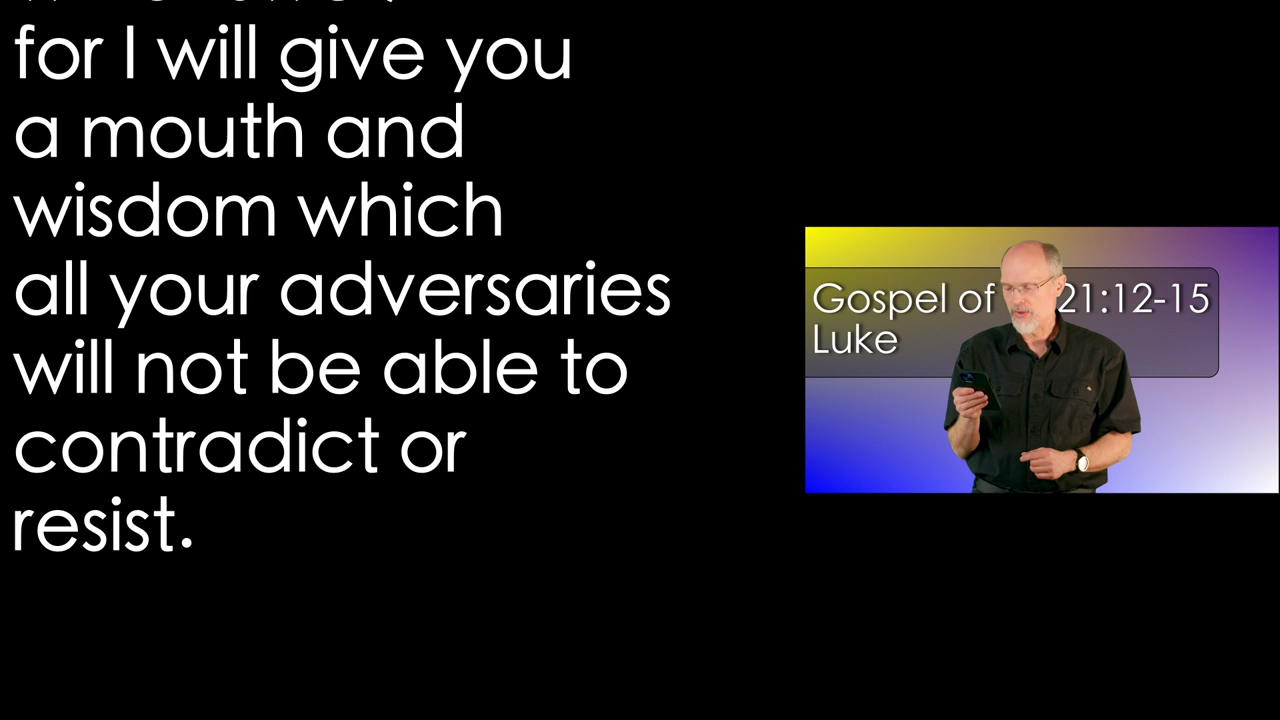 for I will give you
a mouth and
wisdom which
all your adversaries
will not be able to
contradict or
resist.
Gospel of 21:12-15
Luke